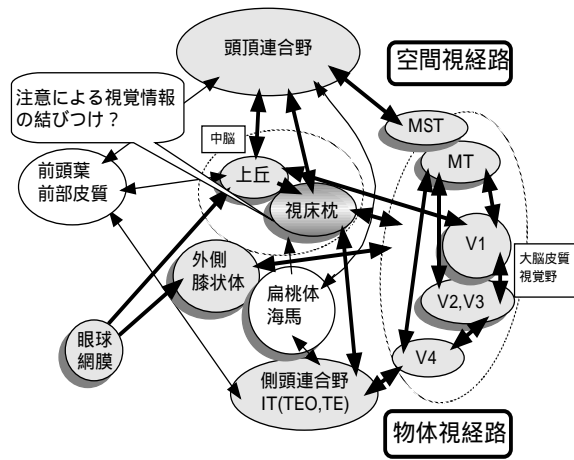 頭頂連合野
空間視経路
注意による視覚情報
の結びつけ？
中脳
MST
MT
前頭葉
前部皮質
上丘
視床枕
V1
外側
膝状体
大脳皮質
視覚野
扁桃体
海馬
V2,V3
眼球
網膜
V4
側頭連合野
IT(TEO,TE)
物体視経路